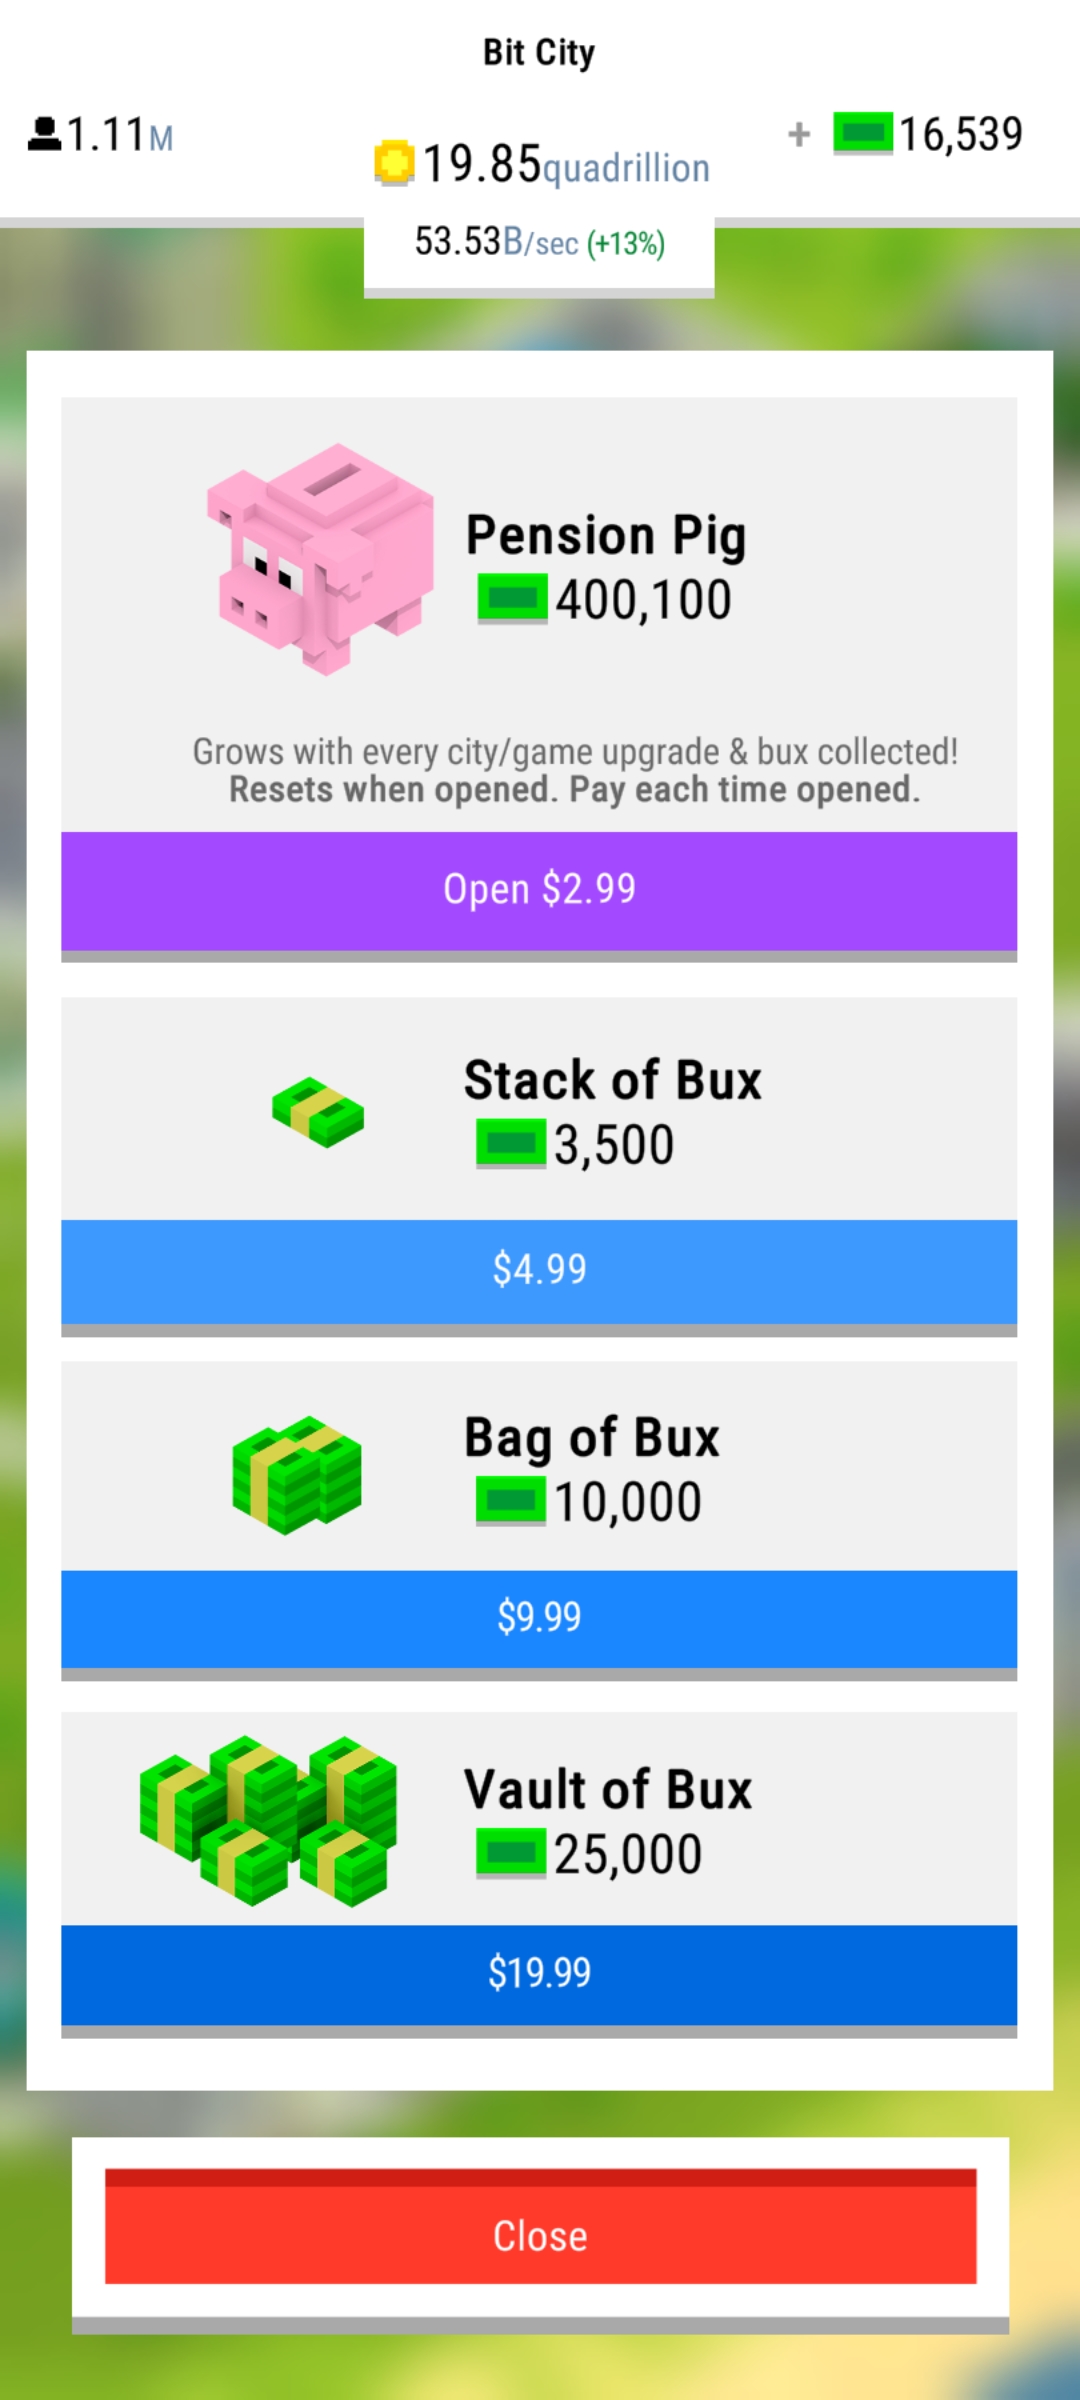 Bit City
1.11M
19.85quadrillion
+ 16,539
53.53B/sec (+13%)
Pension Pig
400,100
Grows with every city/game upgrade & bux collected!
Resets when opened. Pay each time opened.
Open $2.99
Stack of Bux
3,500
$4.99
Bag of Bux
10,000
$9.99
Vault of Bux
25,000
$19.99
Close